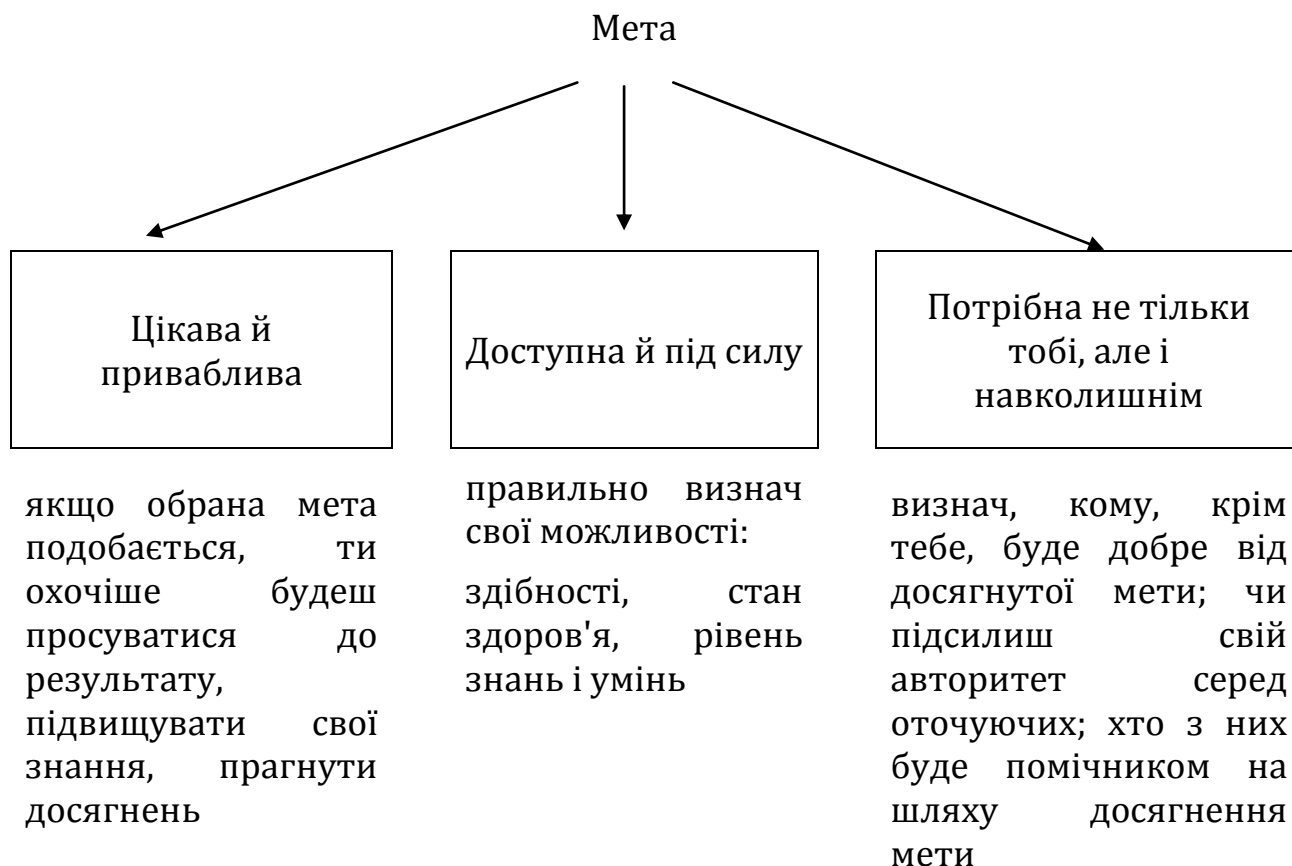 Мета
Цікава й
приваблива
Доступна й під силу
Потрібна не тільки
тобі, але і
навколишнім
якщо обрана мета
подобається, ти
охочіше будеш
просуватися до
результату,
підвищувати свої
знання, прагнути
досягнень
правильно визнач
свої можливості:
здібності, стан
здоров'я, рівень
знань і умінь
визнач, кому, крім
тебе, буде добре від
досягнутої мети; чи
підсилиш свій
авторитет серед
оточуючих; хто з них
буде помічником на
шляху досягнення
мети